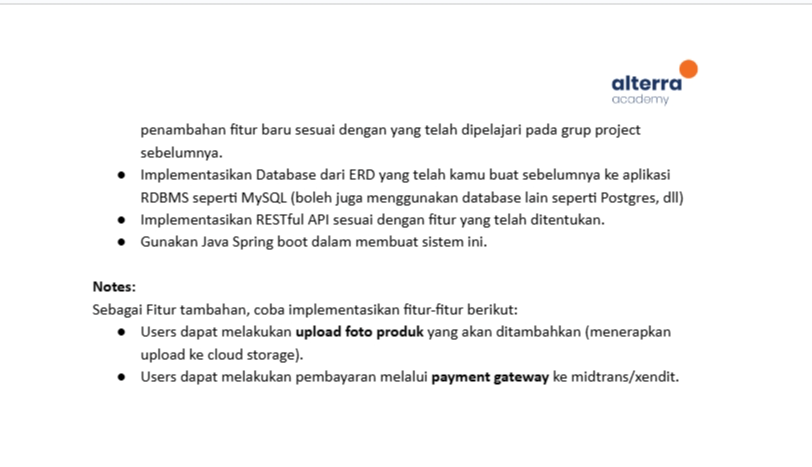 alterra
academy
penambahan fitur baru sesuai dengan yang telah dipelajari pada grup project
sebelumnya.
● Implementasikan Database dari ERD yang telah kamu buat sebelumnya ke aplikasi
RDBMS seperti MySQL (boleh juga menggunakan database lain seperti Postgres, dll)
● Implementasikan RESTful API sesuai dengan fitur yang telah ditentukan.
● Gunakan Java Spring boot dalam membuat sistem ini.
Notes:
Sebagai Fitur tambahan, coba implementasikan fitur-fitur berikut:
● Users dapat melakukan upload foto produk yang akan ditambahkan (menerapkan
upload ke cloud storage).
● Users dapat melakukan pembayaran melalui payment gateway ke midtrans/xendit.